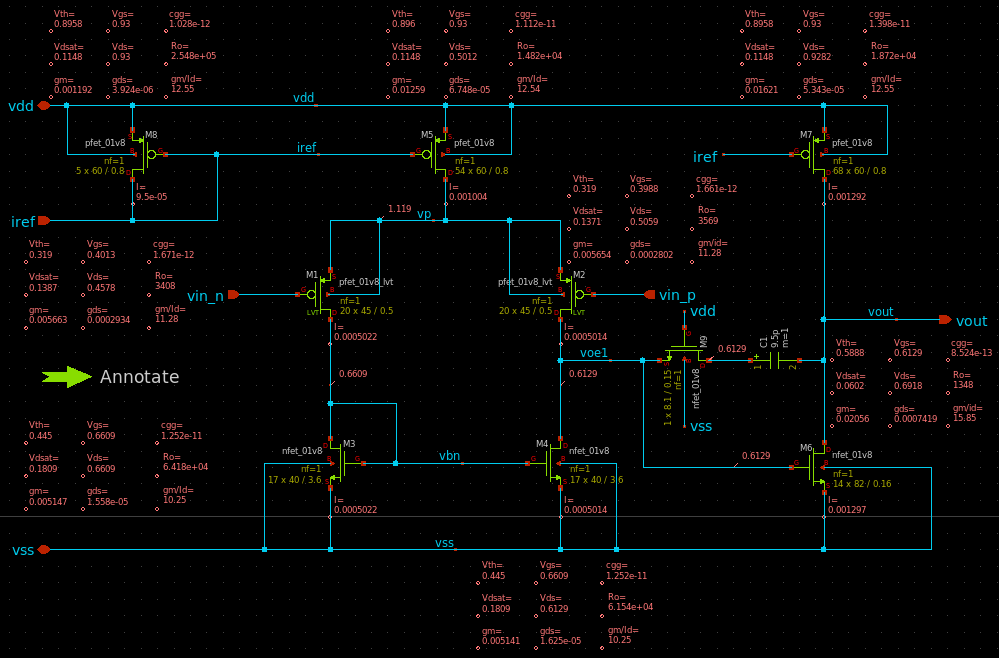 Vth=
0.8958
Vgs=
0.93
cgg=
1.028e-12
Vdsat=
0.1148
Vds=
0.93
Ro=
2.548e+05
gm=
0.001192
gds=
3.924e-06
gm/Id=
12.55
Vth=
0.896
Vgs=
0.93
cgg=
1.112e-11
Vdsat=
0.1148
Vds=
0.5012
Ro=
1.482e+04
gm=
0.01259
gds=
6.748e-05
gm/Id=
12.54
Vth=
0.8958
Vgs=
0.93
cgg=
1.398e-11
Vdsat=
0.1148
Vds=
0.9282
Ro=
1.872e+04
gm=
0.01621
gds=
5.343e-05
gm/Id=
12.55
vdd
vdd
M8
pfet_01v8
nf=1
5 x 60 / 0.8
I=
9.5e-05
iref
M5
pfet_01v8
nf=1
54 x 60 / 0.8
I=
0.001004
iref
M7
pfet_01v8
nf=1
68 x 60 / 0.8
I=
0.001292
iref
1.119
vp
Vth=
0.319
Vgs=
0.3988
cgg=
1.661e-12
Vdsat=
0.1371
Vds=
0.5059
Ro=
3569
gm=
0.005654
gds=
0.0002802
gm/id=
11.28
Vth=
0.319
Vgs=
0.4013
cgg=
1.671e-12
Vdsat=
0.1387
Vds=
0.4578
Ro=
3408
gm=
0.005663
gds=
0.0002934
gm/Id=
11.28
vin_n
M1
pfet_01v8_lvt
nf=1
20 x 45 / 0.5
LVT
I=
0.0005022
M2
pfet_01v8_lvt
nf=1
20 x 45 / 0.5
LVT
I=
0.0005014
vin_p
vdd
M9
nfet_01v8
nf=1
1 x 8.1 / 0.15
vss
voe1
0.6129
C1
9.5p
m=1
1
2
vout
vout
0.6609
0.6129
Vth=
0.5888
Vgs=
0.6129
cgg=
8.524e-13
Vdsat=
0.0602
Vds=
0.6918
Ro=
1348
gm=
0.02056
gds=
0.0007419
gm/id=
15.85
Annotate
Vth=
0.445
Vgs=
0.6609
cgg=
1.252e-11
Vdsat=
0.1809
Vds=
0.6609
Ro=
6.418e+04
gm=
0.005147
gds=
1.558e-05
gm/Id=
10.25
M3
nfet_01v8
nf=1
17 x 40 / 3.6
I=
0.0005022
vbn
M4
nfet_01v8
nf=1
17 x 40 / 3.6
I=
0.0005014
0.6129
M6
nfet_01v8
nf=1
14 x 82 / 0.16
I=
0.001297
vss
vss
Vth=
0.445
Vgs=
0.6609
cgg=
1.252e-11
Vdsat=
0.1809
Vds=
0.6129
Ro=
6.154e+04
gm=
0.005141
gds=
1.625e-05
gm/Id=
10.25